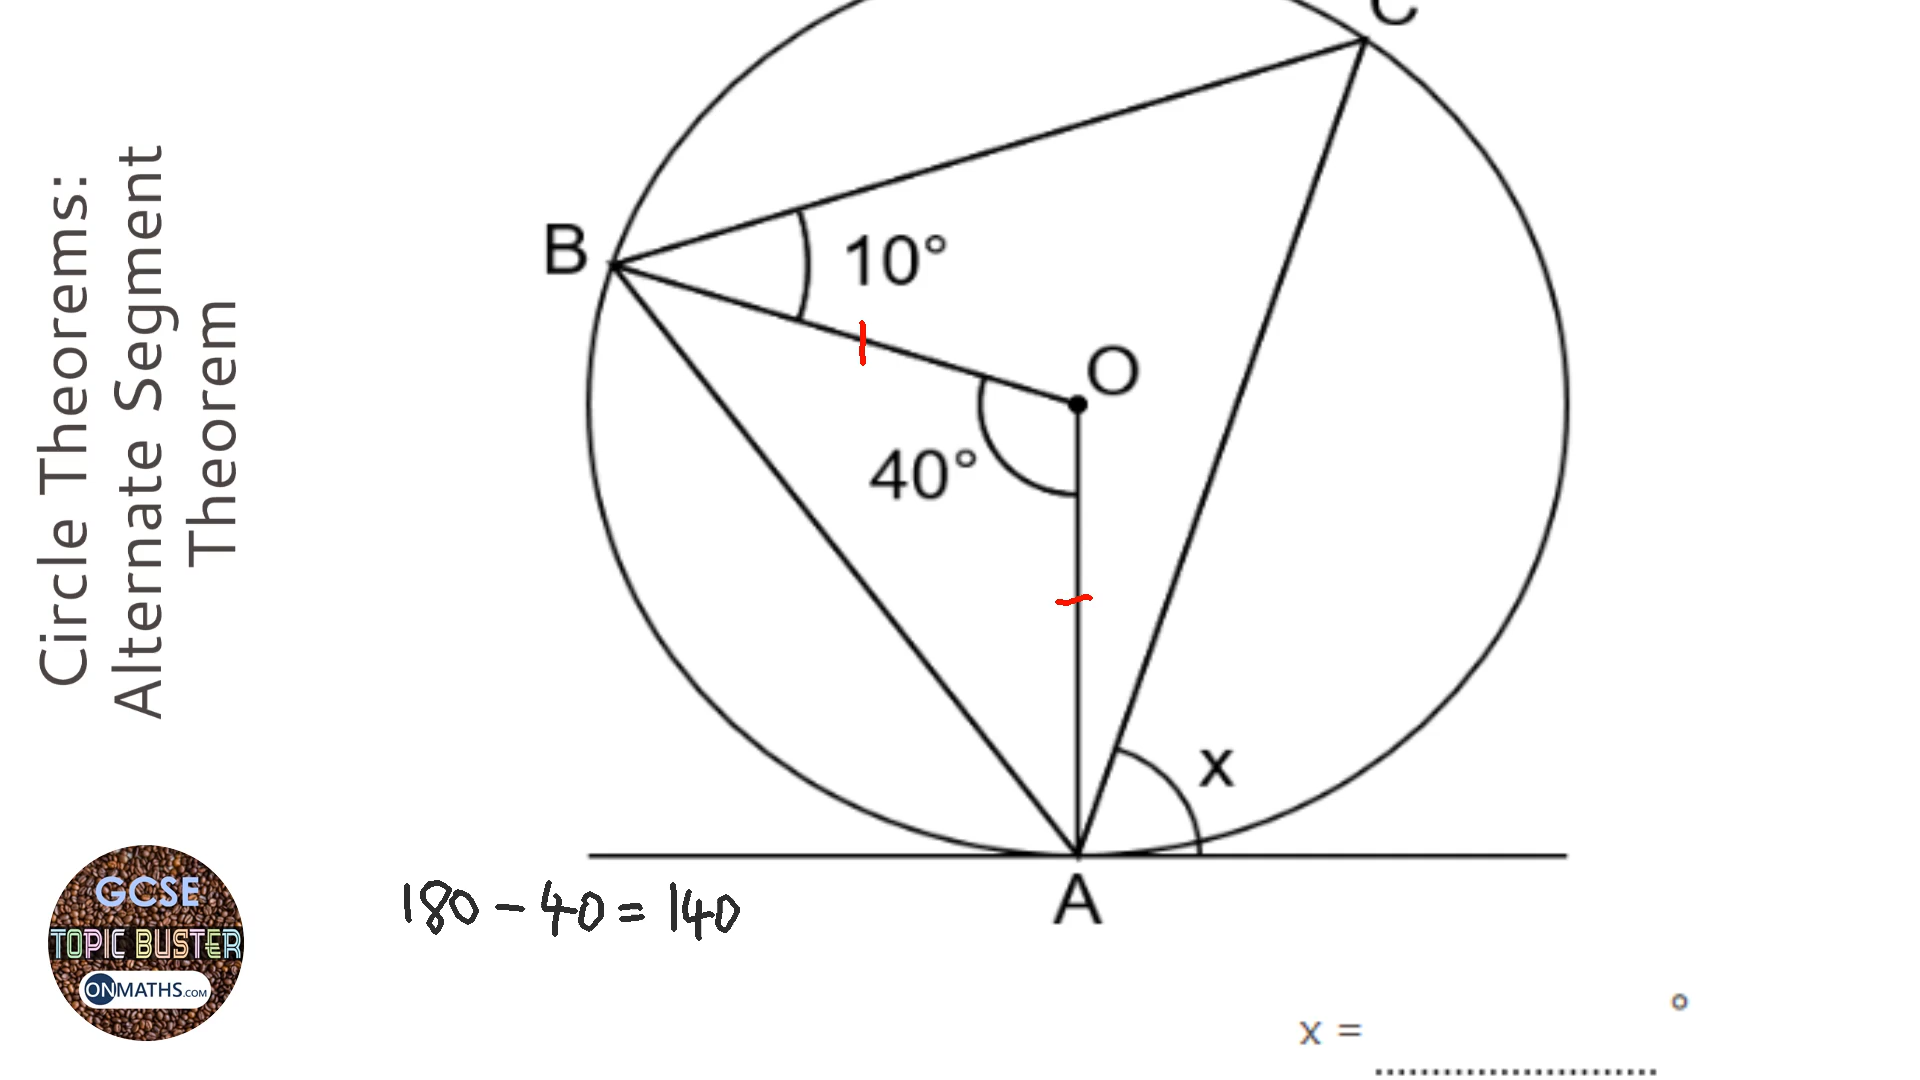 Circle Theorems:
Alternate Segment
Theorem
C
B
10°
O
40°
x
A
180 - 40 = 140
x = ........................ °
GCSE
TOPIC BUSTER
ONMATHS.COM